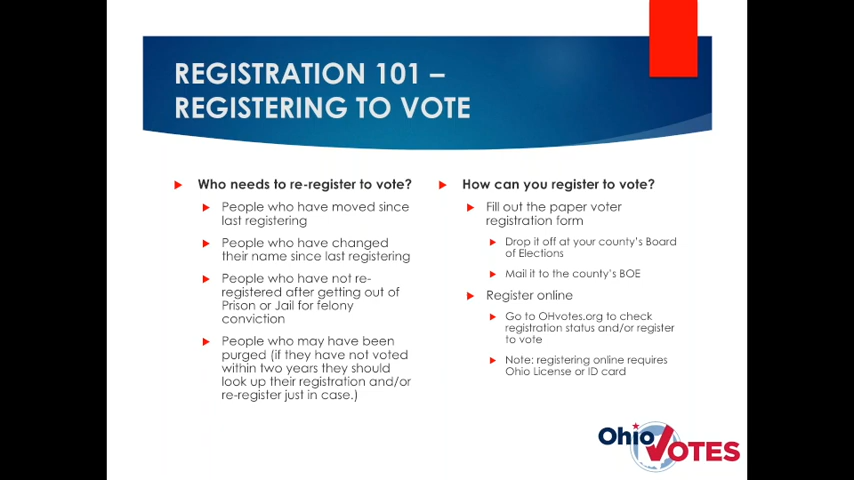 REGISTRATION 101 –
REGISTERING TO VOTE
Who needs to re-register to vote?
People who have moved since
last registering
People who have changed
their name since last registering
People who have not re-
registered after getting out of
Prison or Jail for felony
conviction
People who may have been
purged (if they have not voted
within two years they should
look up their registration and/or
re-register just in case.)
How can you register to vote?
Fill out the paper voter
registration form
Drop it off at your county's Board
of Elections
Mail it to the county's BOE
Register online
Go to OHvotes.org to check
registration status and/or register
to vote
Note: registering online requires
Ohio License or ID card
Ohio VOTES